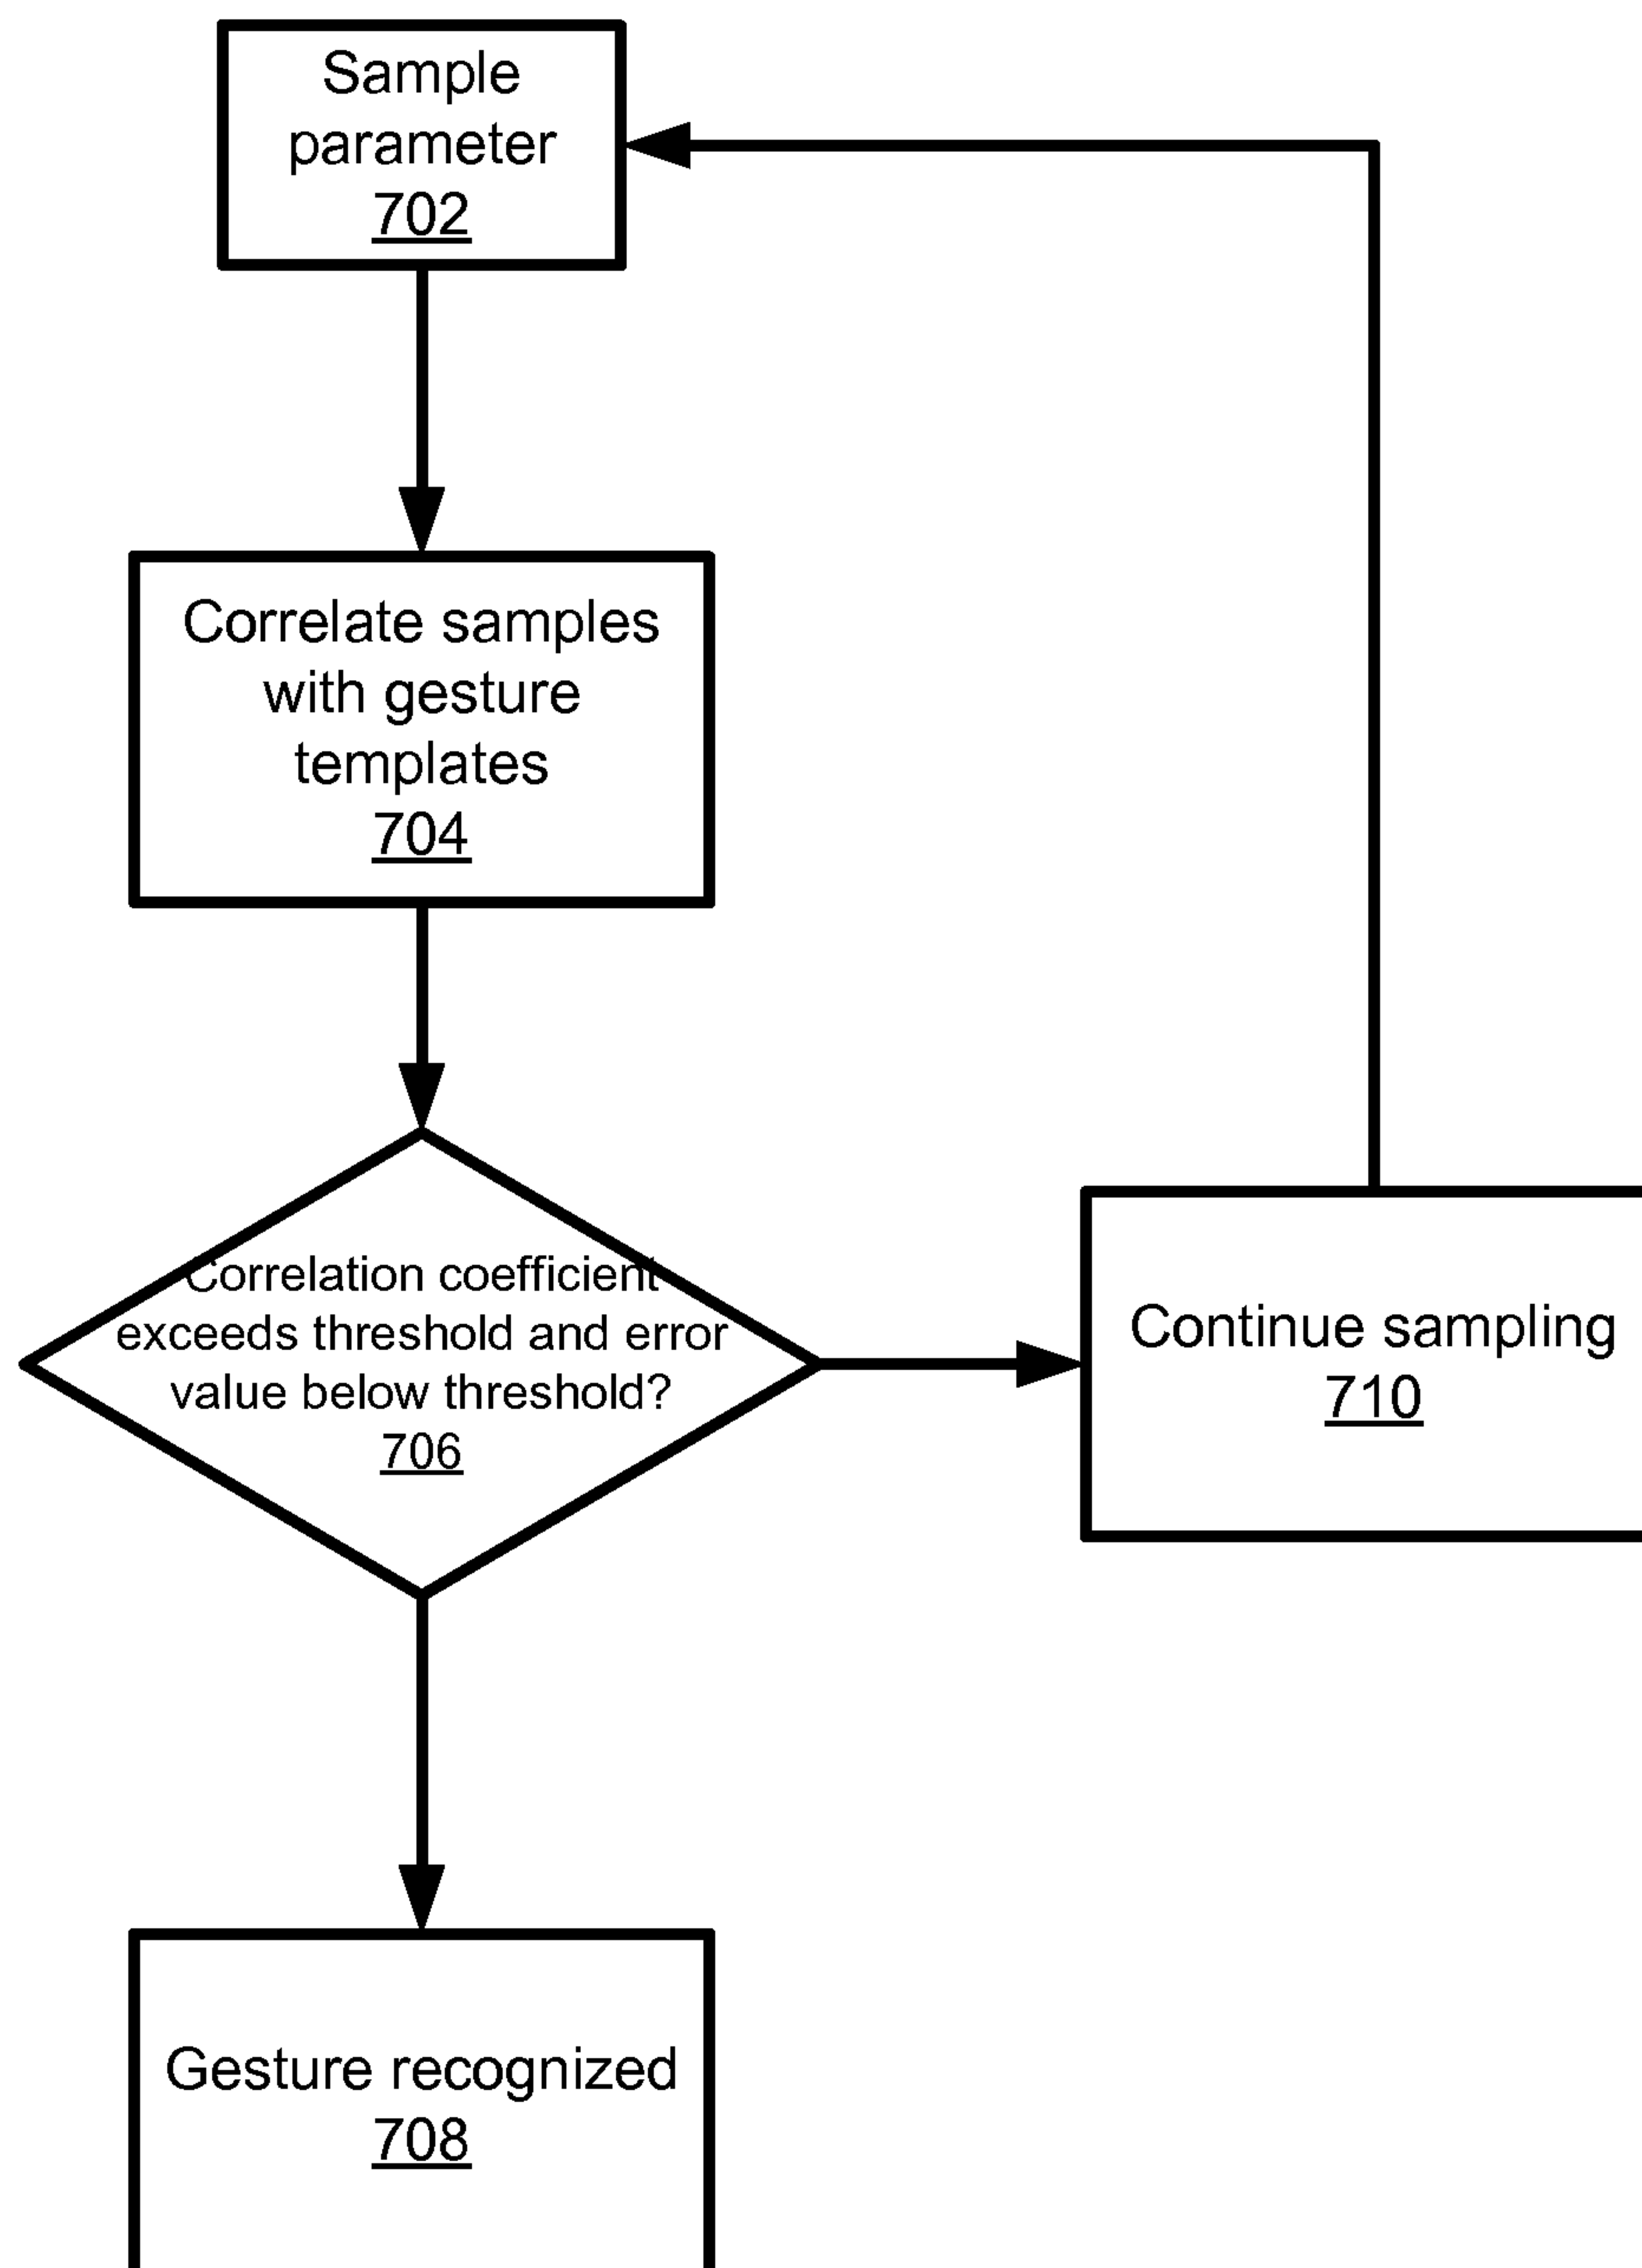 Sample
parameter
702
Correlate samples
with gesture
templates
704
Correlation coefficient
exceeds threshold and error
value below threshold?
706
Continue sampling
710
Gesture recognized
708